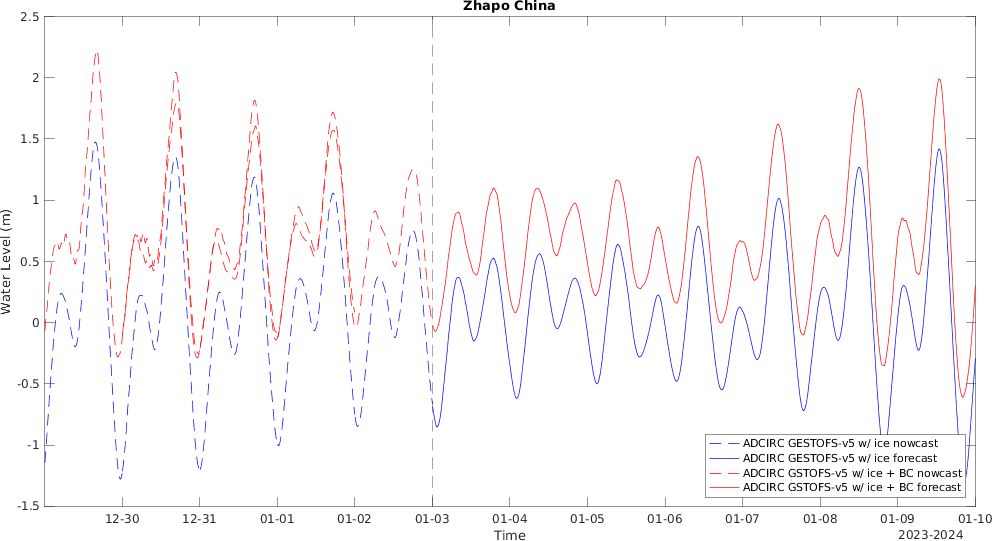 Zhapo China
2.5
2
1.5
1
0.5
0
-0.5
-1
-1.5
Water Level (m)
ADCIRC GESTOFS-v5 w/ ice nowcast
ADCIRC GESTOFS-v5 w/ ice forecast
ADCIRC GSTOFS-v5 w/ ice + BC nowcast
ADCIRC GSTOFS-v5 w/ ice + BC forecast
12-30 12-31 01-01 01-02 01-03 01-04 01-05 01-06 01-07 01-08 01-09 01-10
Time
2023-2024